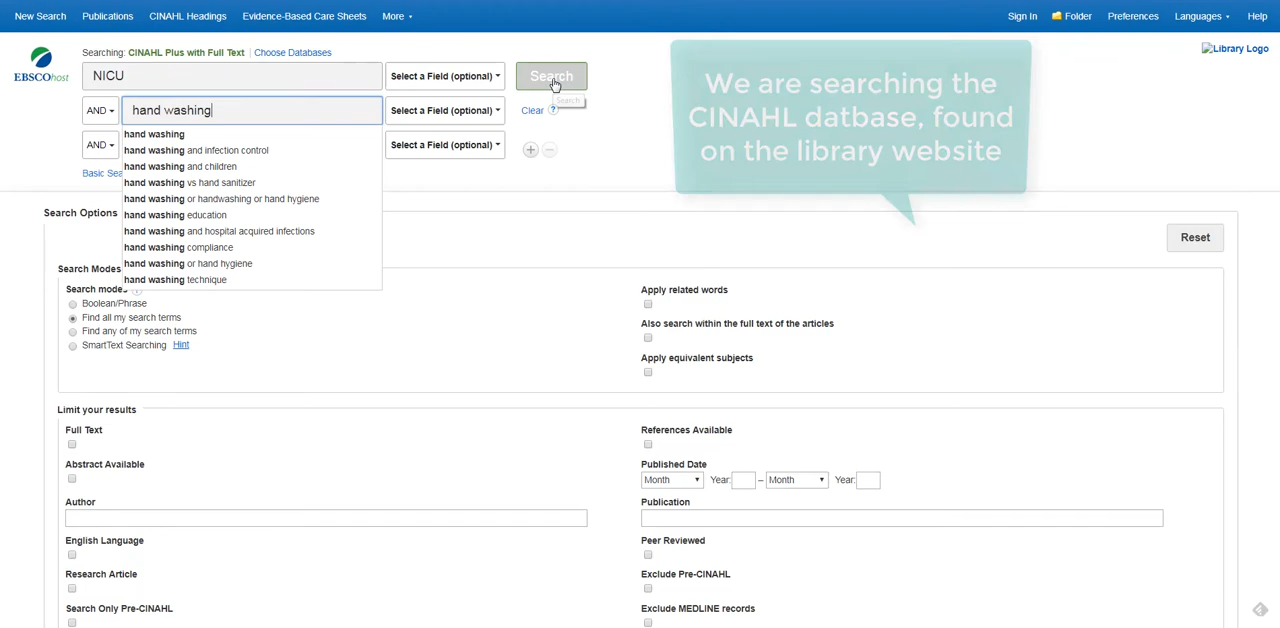 New Search Publications CINAHL Headings Evidence-Based Care Sheets More Sign In Folder Preferences Languages Help
Searching: CINAHL Plus with Full Text Choose Databases
Library Logo
EBSCOhost
NICU Select a Field (optional) Search
Search
AND hand washing Select a Field (optional) Clear ?
We are searching the
CINAHL datbase, found
on the library website
hand washing
AND Select a Field (optional)
hand washing and infection control
hand washing and children
Basic Sea
hand washing vs hand sanitizer
hand washing or handwashing or hand hygiene
hand washing education
hand washing and hospital acquired infections
hand washing compliance
hand washing or hand hygiene
hand washing technique
Search Options
Reset
Search Modes
Search modes
Boolean/Phrase
Find all my search terms
Find any of my search terms
SmartText Searching Hint
Apply related words
Also search within the full text of the articles
Apply equivalent subjects
Limit your results
Full Text
References Available
Abstract Available
Published Date
Month Year: – Month Year:
Author
Publication
English Language
Peer Reviewed
Research Article
Exclude Pre-CINAHL
Search Only Pre-CINAHL
Exclude MEDLINE records